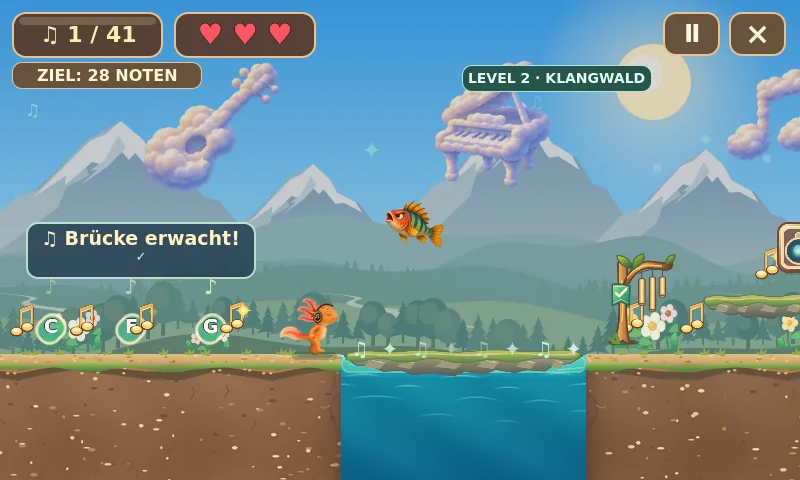 ♫ 1 / 41
ZIEL: 28 NOTEN
LEVEL 2 · KLANGWALD
♫ Brücke erwacht!
✓
C F G